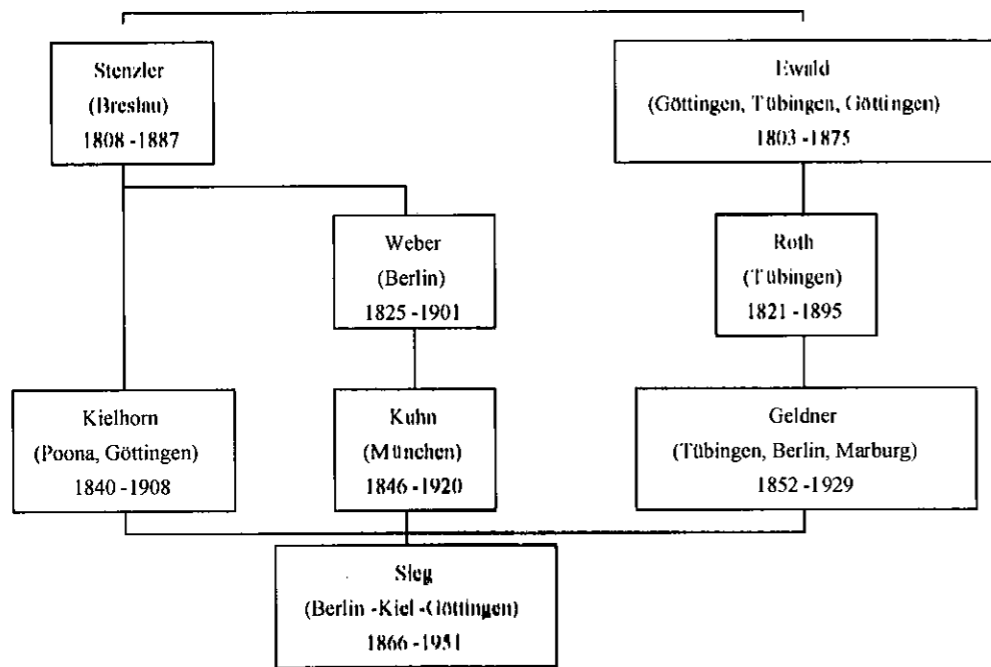 Stenzler
(Breslau)
1808 -1887
Ewald
(Göttingen, Tübingen, Göttingen)
1803 -1875
Weber
(Berlin)
1825 -1901
Roth
(Tübingen)
1821 -1895
Kielhorn
(Poona, Göttingen)
1840 -1908
Kuhn
(München)
1846 -1920
Geldner
(Tübingen, Berlin, Marburg)
1852 -1929
Sieg
(Berlin -Kiel -Göttingen)
1866 -1951